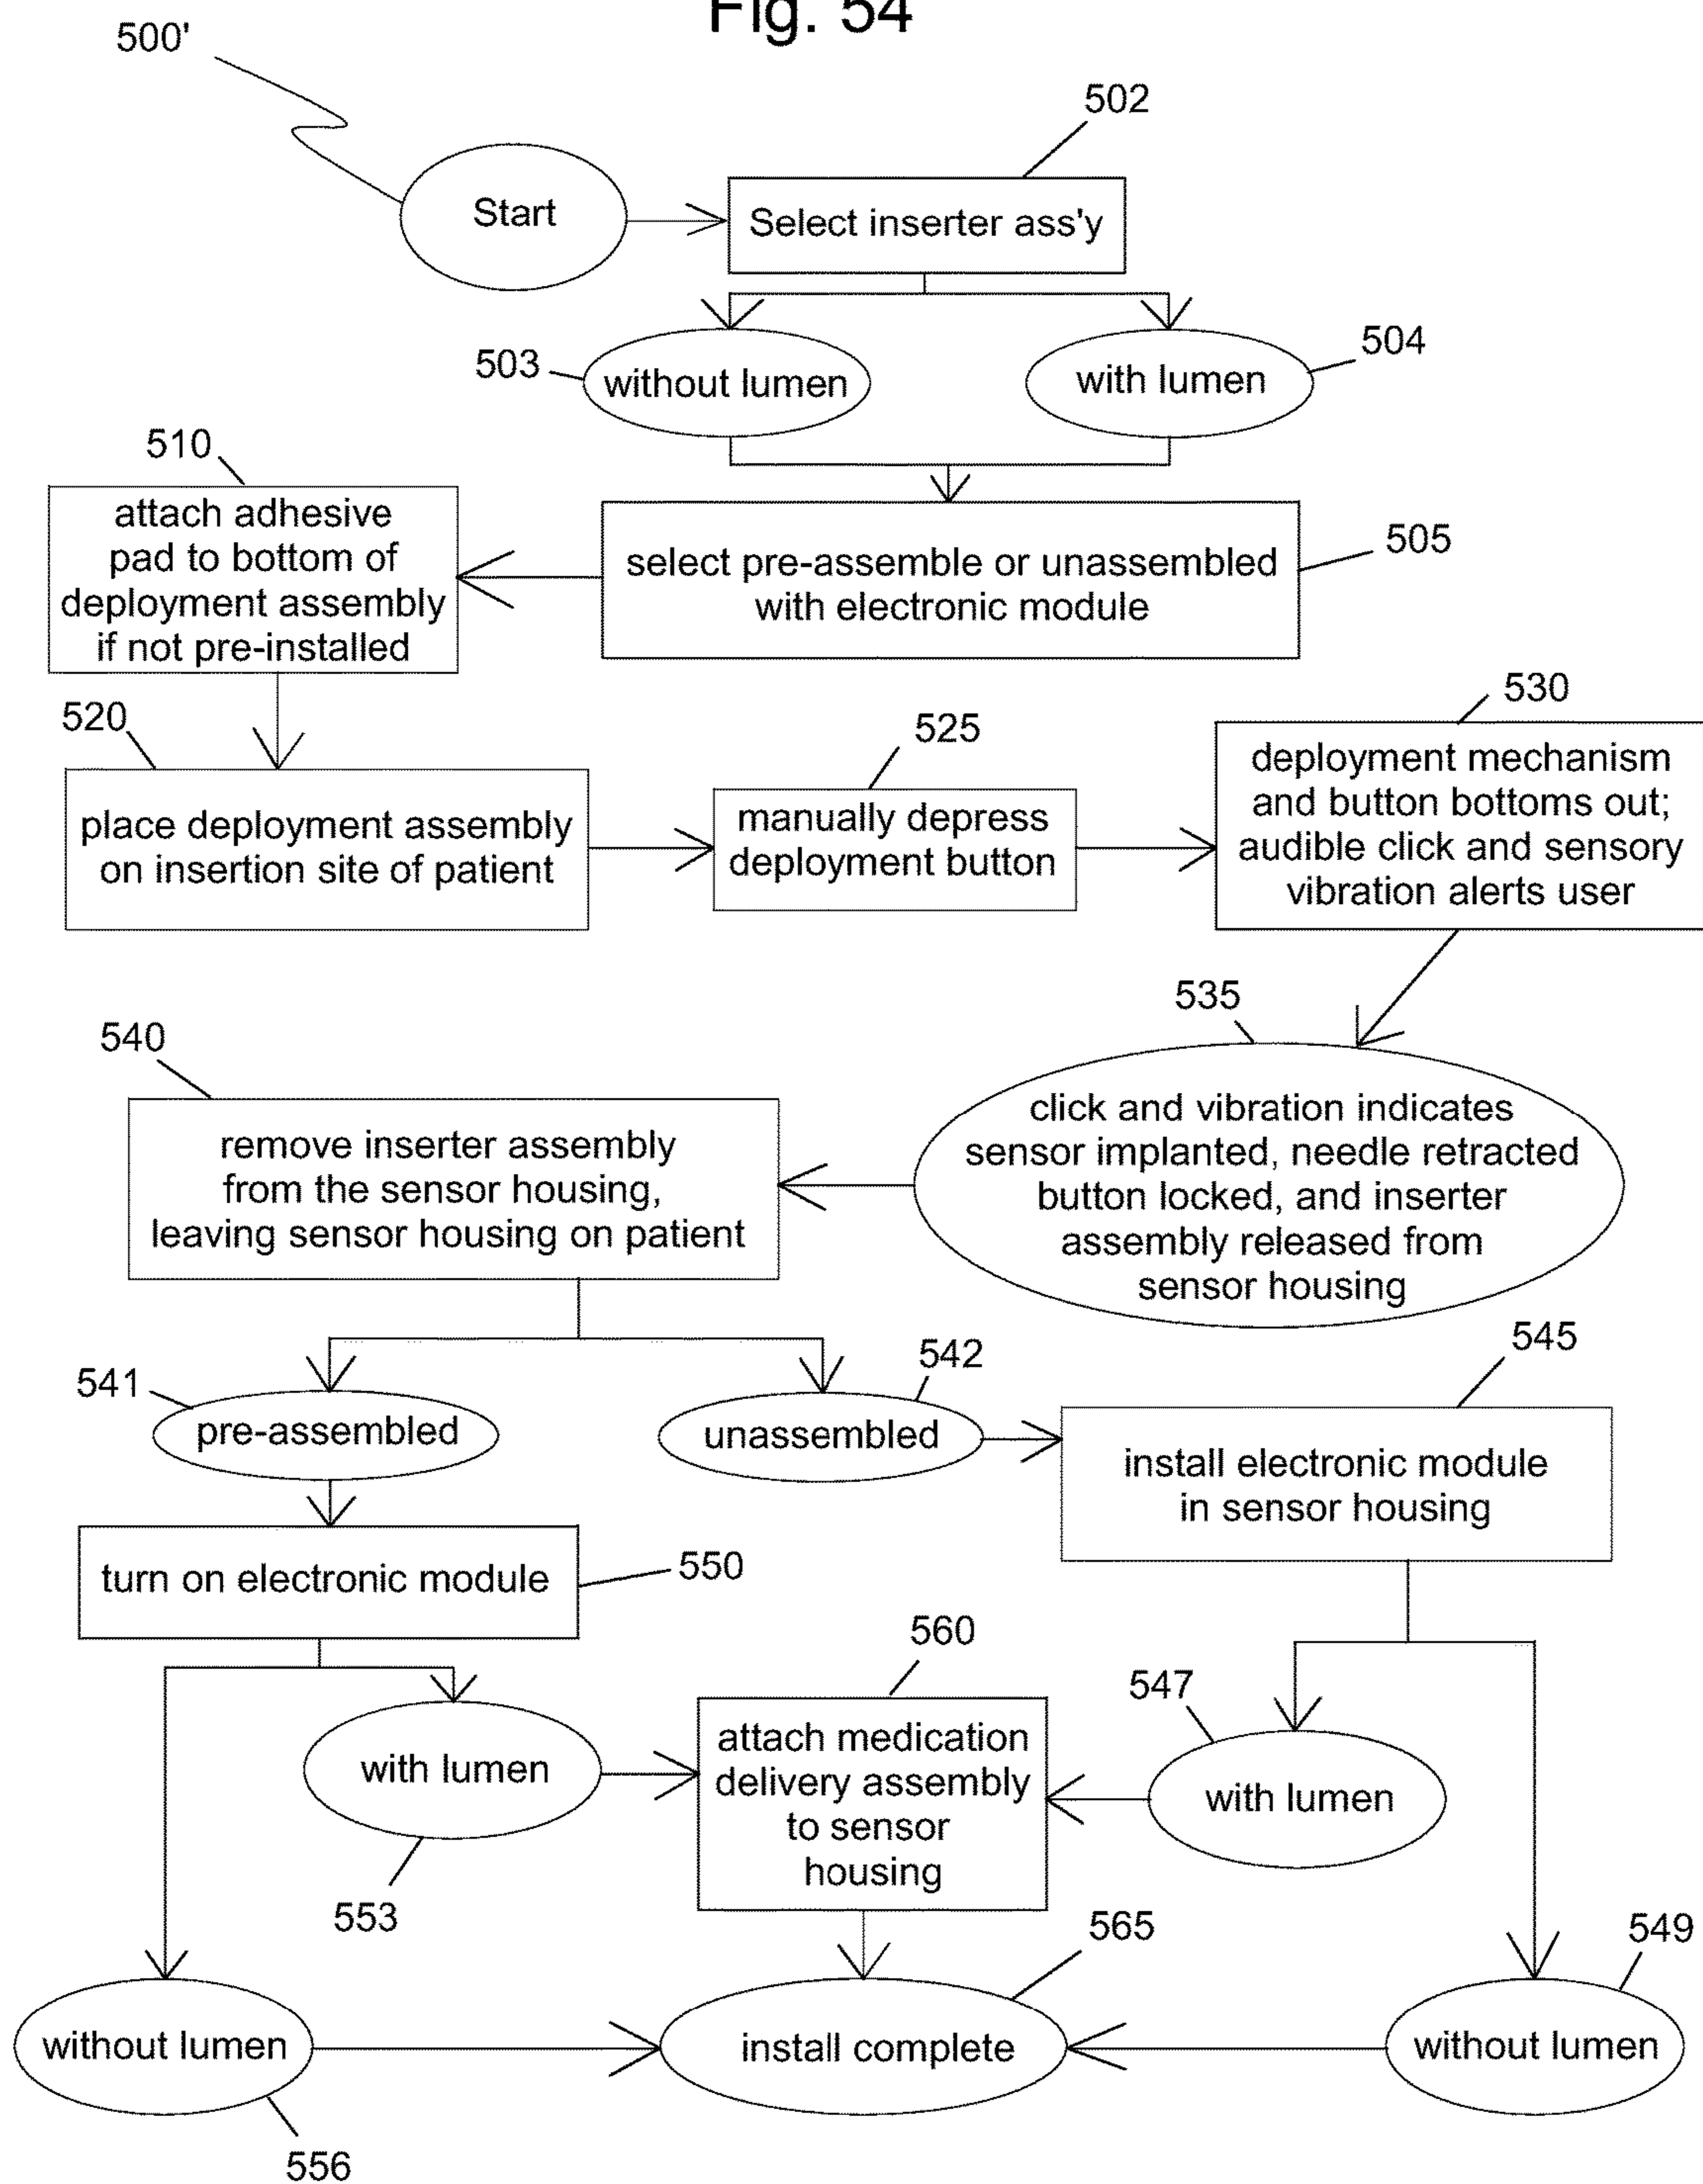 Fig. 54
500'
502
Start
Select inserter ass'y
503
without lumen
504
with lumen
510
attach adhesive
pad to bottom of
deployment assembly
if not pre-installed
505
select pre-assemble or unassembled
with electronic module
520
place deployment assembly
on insertion site of patient
525
manually depress
deployment button
530
deployment mechanism
and button bottoms out;
audible click and sensory
vibration alerts user
535
click and vibration indicates
sensor implanted, needle retracted
button locked, and inserter
assembly released from
sensor housing
540
remove inserter assembly
from the sensor housing,
leaving sensor housing on patient
541
pre-assembled
542
unassembled
545
install electronic module
in sensor housing
550
turn on electronic module
553
with lumen
560
attach medication
delivery assembly
to sensor
housing
547
with lumen
556
without lumen
565
install complete
549
without lumen